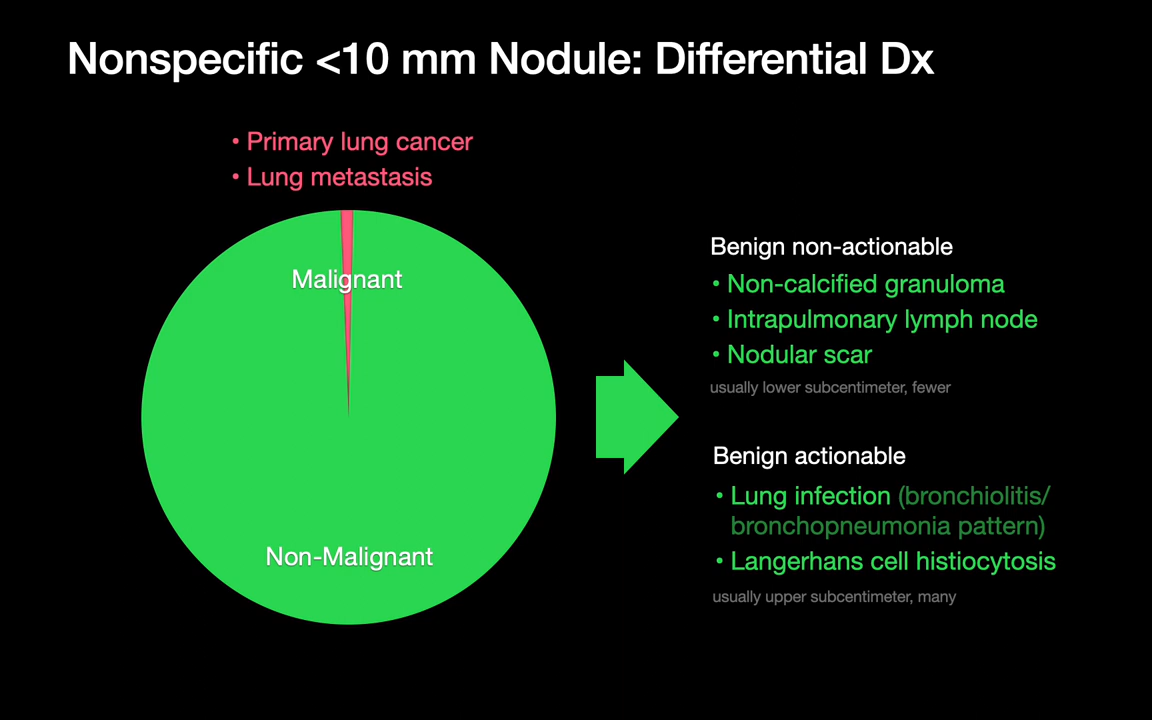 Nonspecific <10 mm Nodule: Differential Dx
• Primary lung cancer
• Lung metastasis
Malignant
Non-Malignant
Benign non-actionable
• Non-calcified granuloma
• Intrapulmonary lymph node
• Nodular scar
usually lower subcentimeter, fewer
Benign actionable
• Lung infection (bronchiolitis/
bronchopneumonia pattern)
• Langerhans cell histiocytosis
usually upper subcentimeter, many